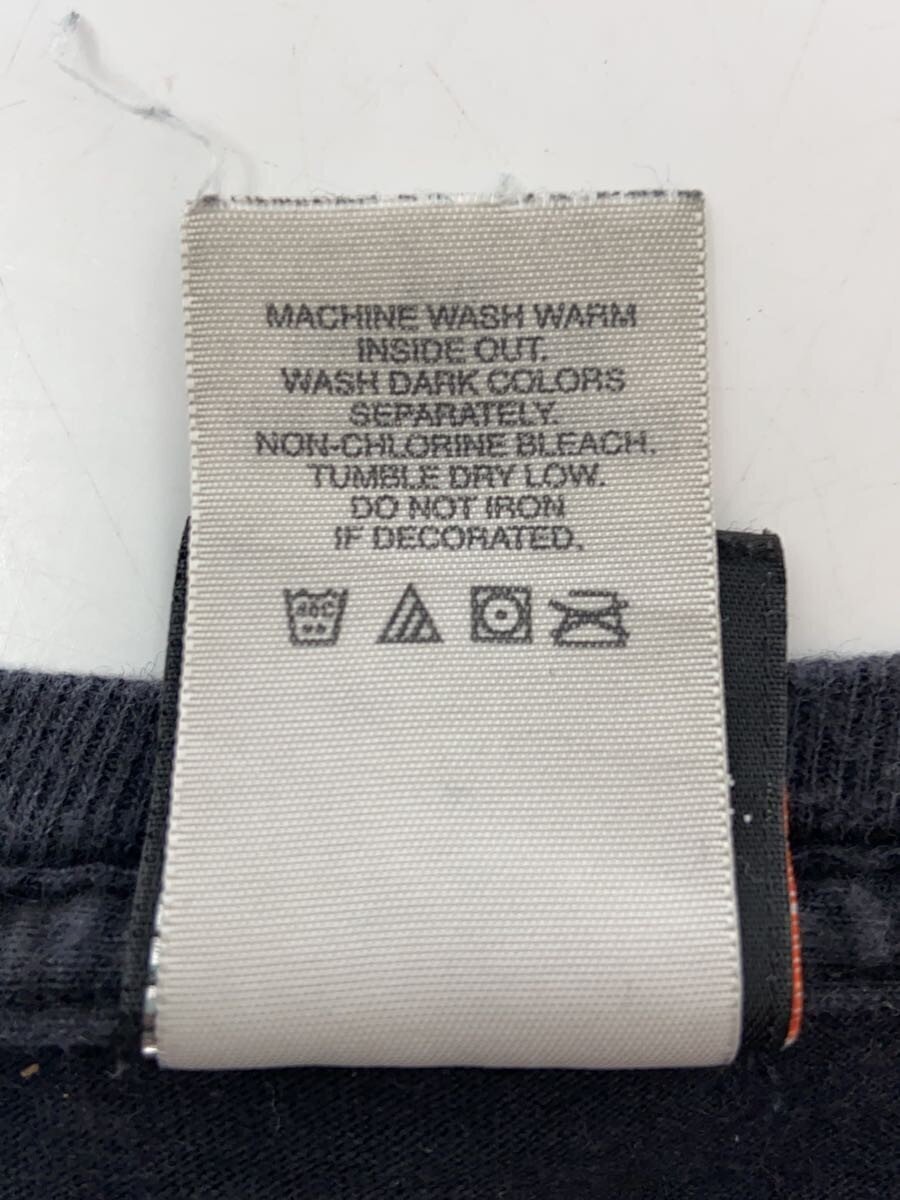 MACHINE WASH WARM
INSIDE OUT.
WASH DARK COLORS
SEPARATELY.
NON-CHLORINE BLEACH.
TUMBLE DRY LOW.
DO NOT IRON
IF DECORATED.
40C